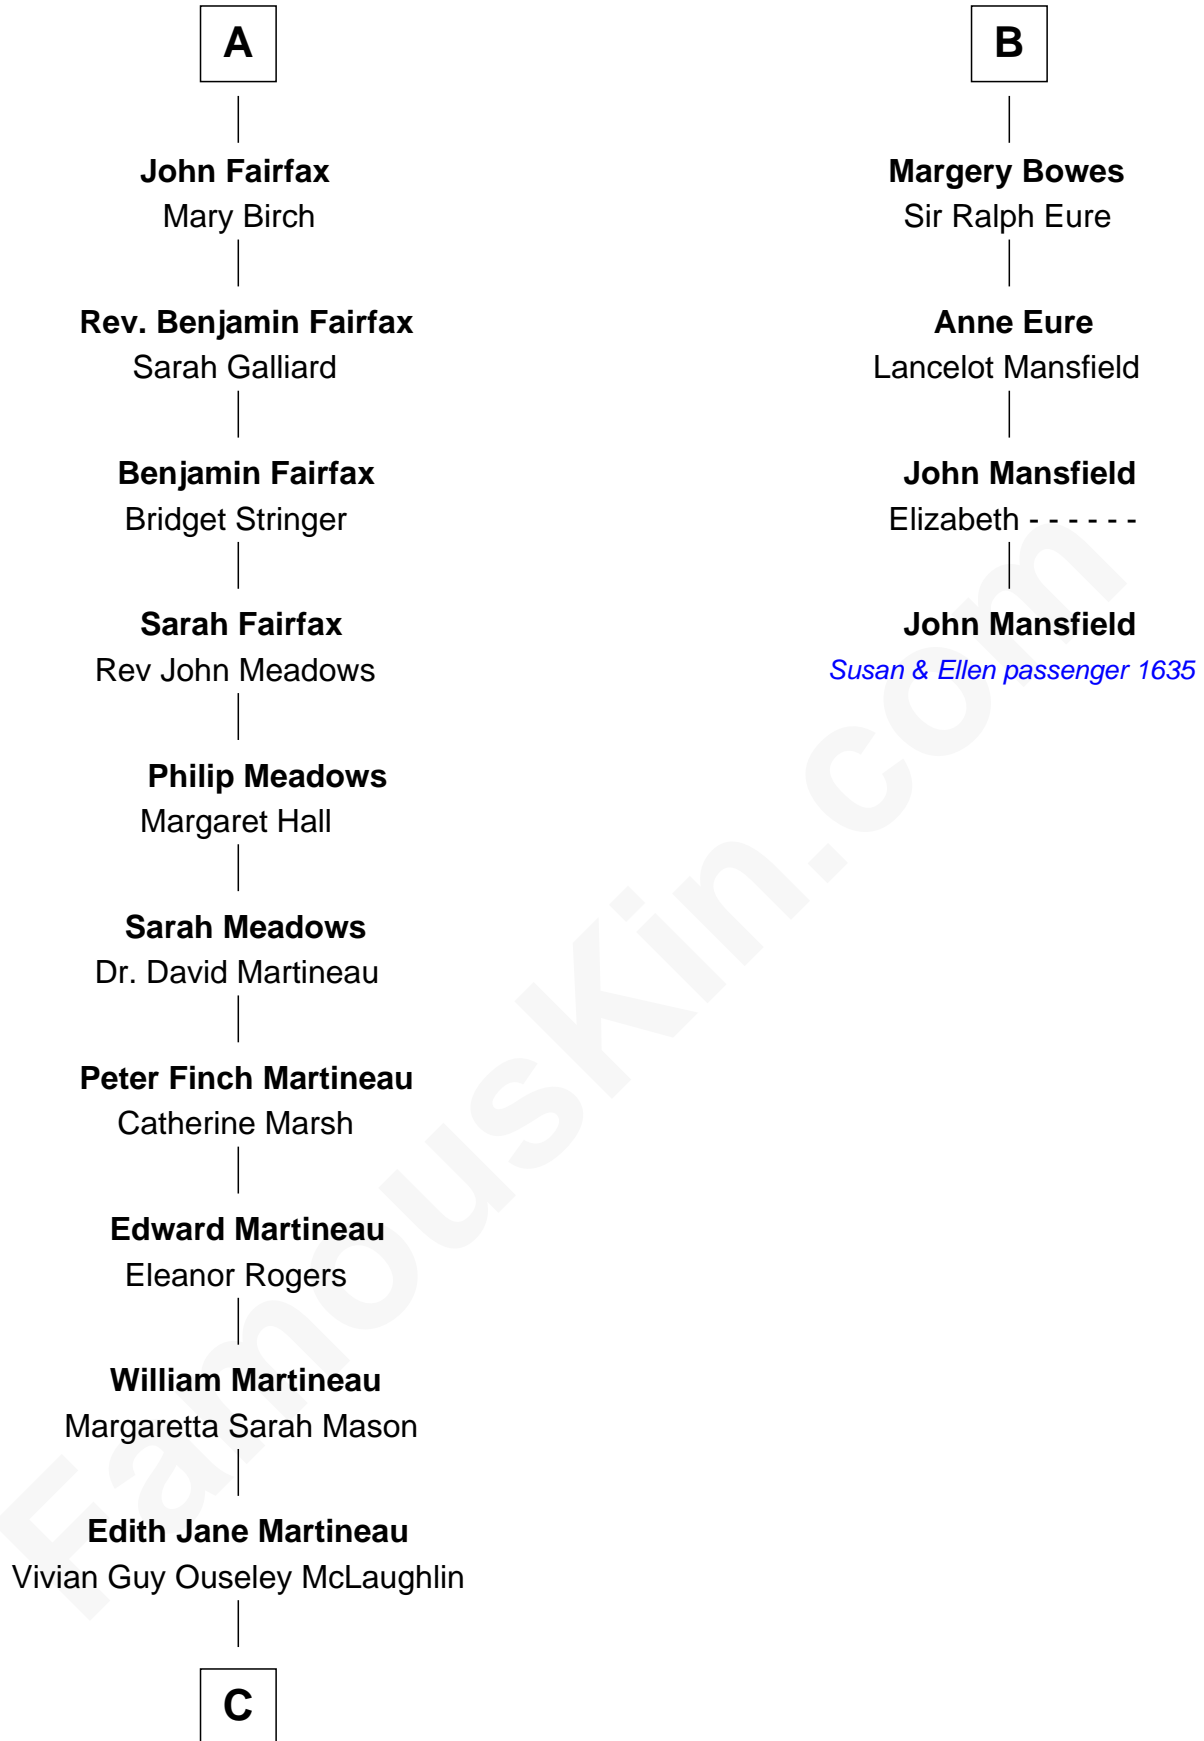 A
John Fairfax
Mary Birch
Rev. Benjamin Fairfax
Sarah Galliard
Benjamin Fairfax
Bridget Stringer
Sarah Fairfax
Rev John Meadows
Philip Meadows
Margaret Hall
Sarah Meadows
Dr. David Martineau
Peter Finch Martineau
Catherine Marsh
Edward Martineau
Eleanor Rogers
William Martineau
Margaretta Sarah Mason
Edith Jane Martineau
Vivian Guy Ouseley McLaughlin
C
B
Margery Bowes
Sir Ralph Eure
Anne Eure
Lancelot Mansfield
John Mansfield
Elizabeth - - - - - -
John Mansfield
Susan & Ellen passenger 1635
FamousKin.com